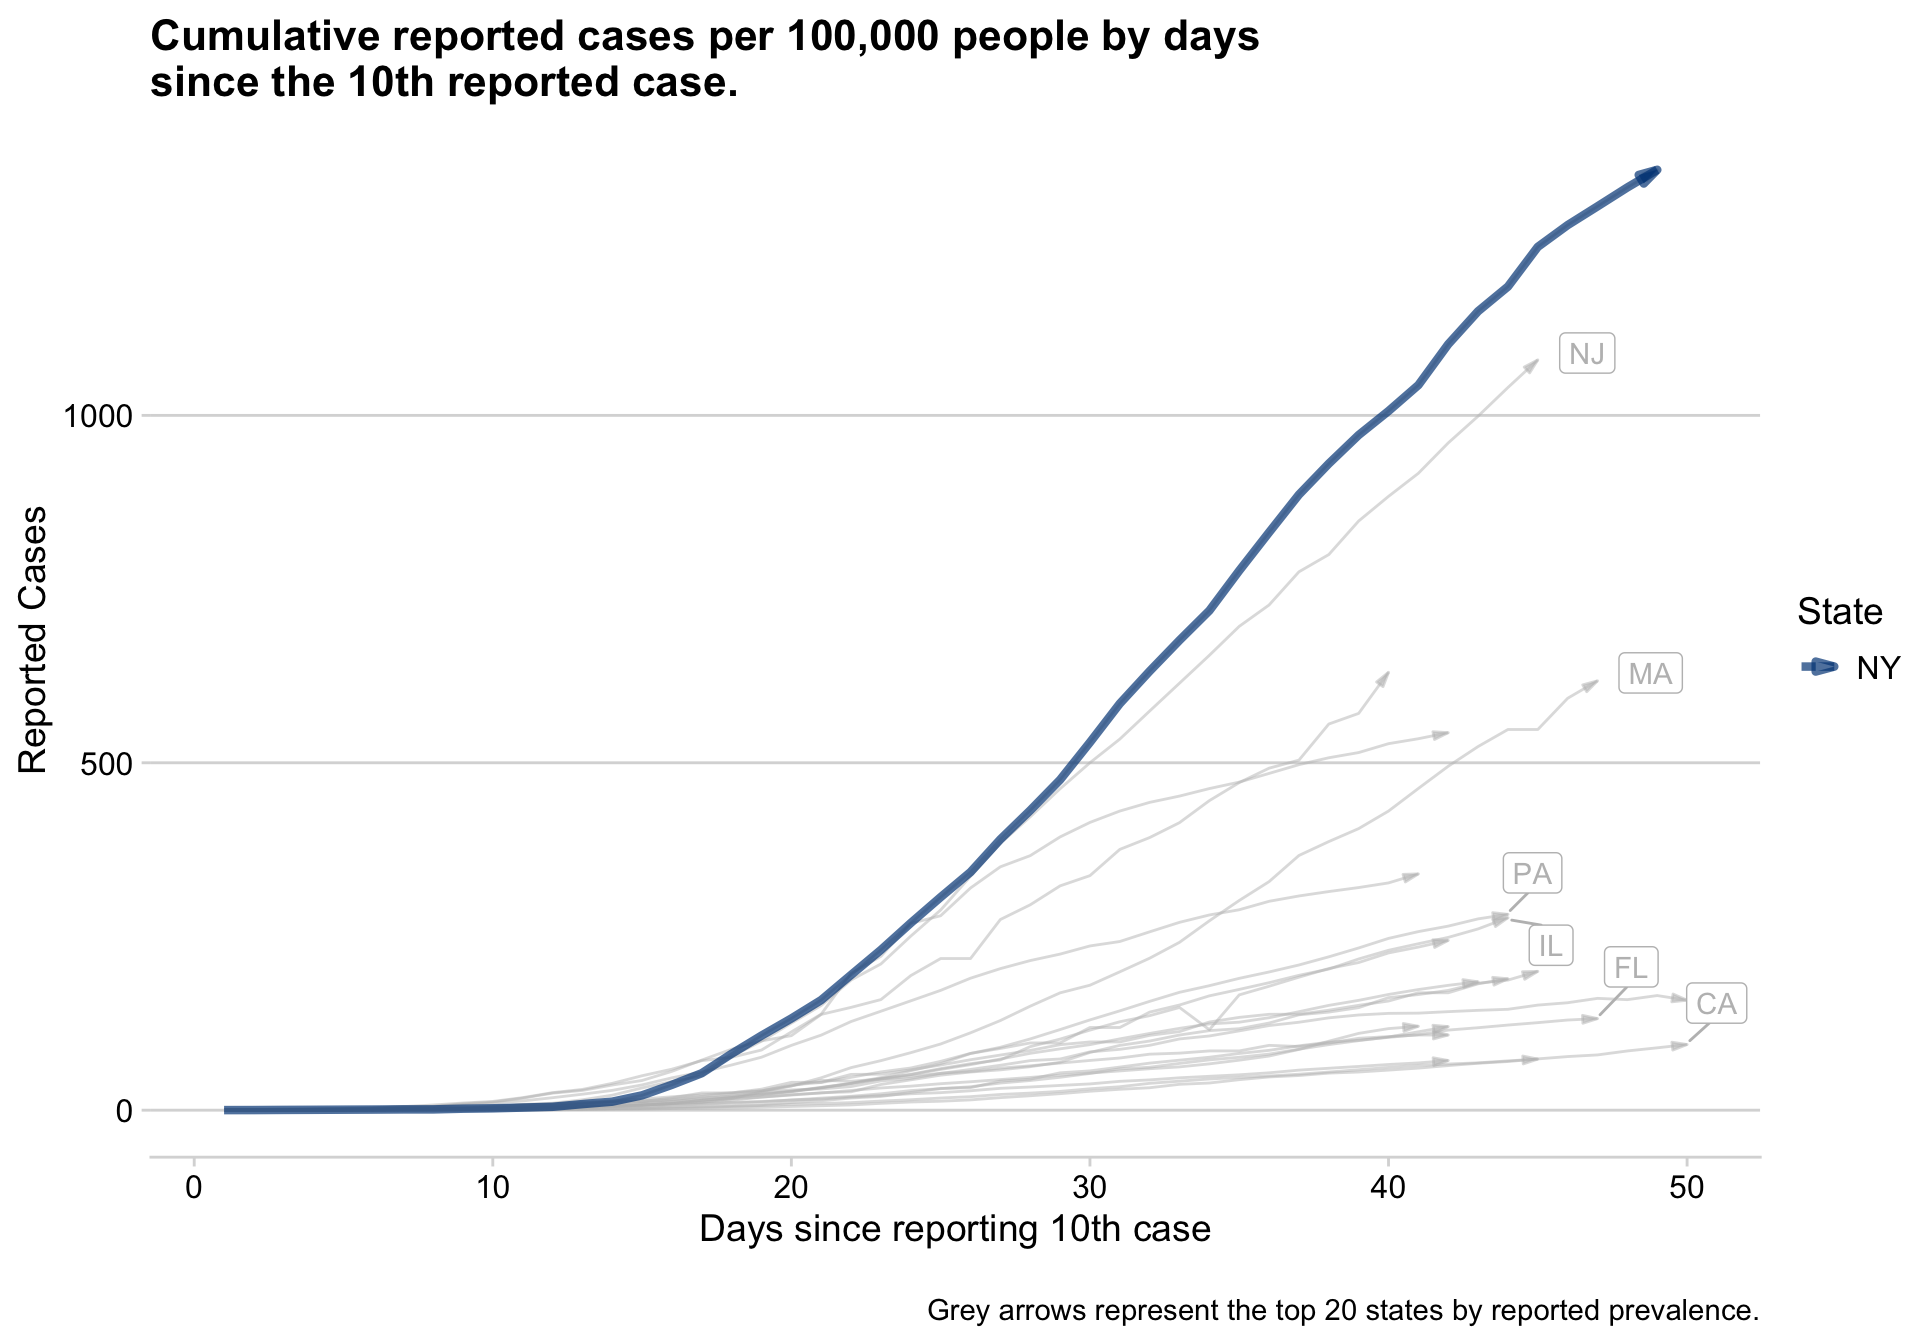 Cumulative reported cases per 100,000 people by days
since the 10th reported case.
Reported Cases
1000
500
0
NJ
MA
PA
IL
FL
CA
State
NY
0 10 20 30 40 50
Days since reporting 10th case
Grey arrows represent the top 20 states by reported prevalence.